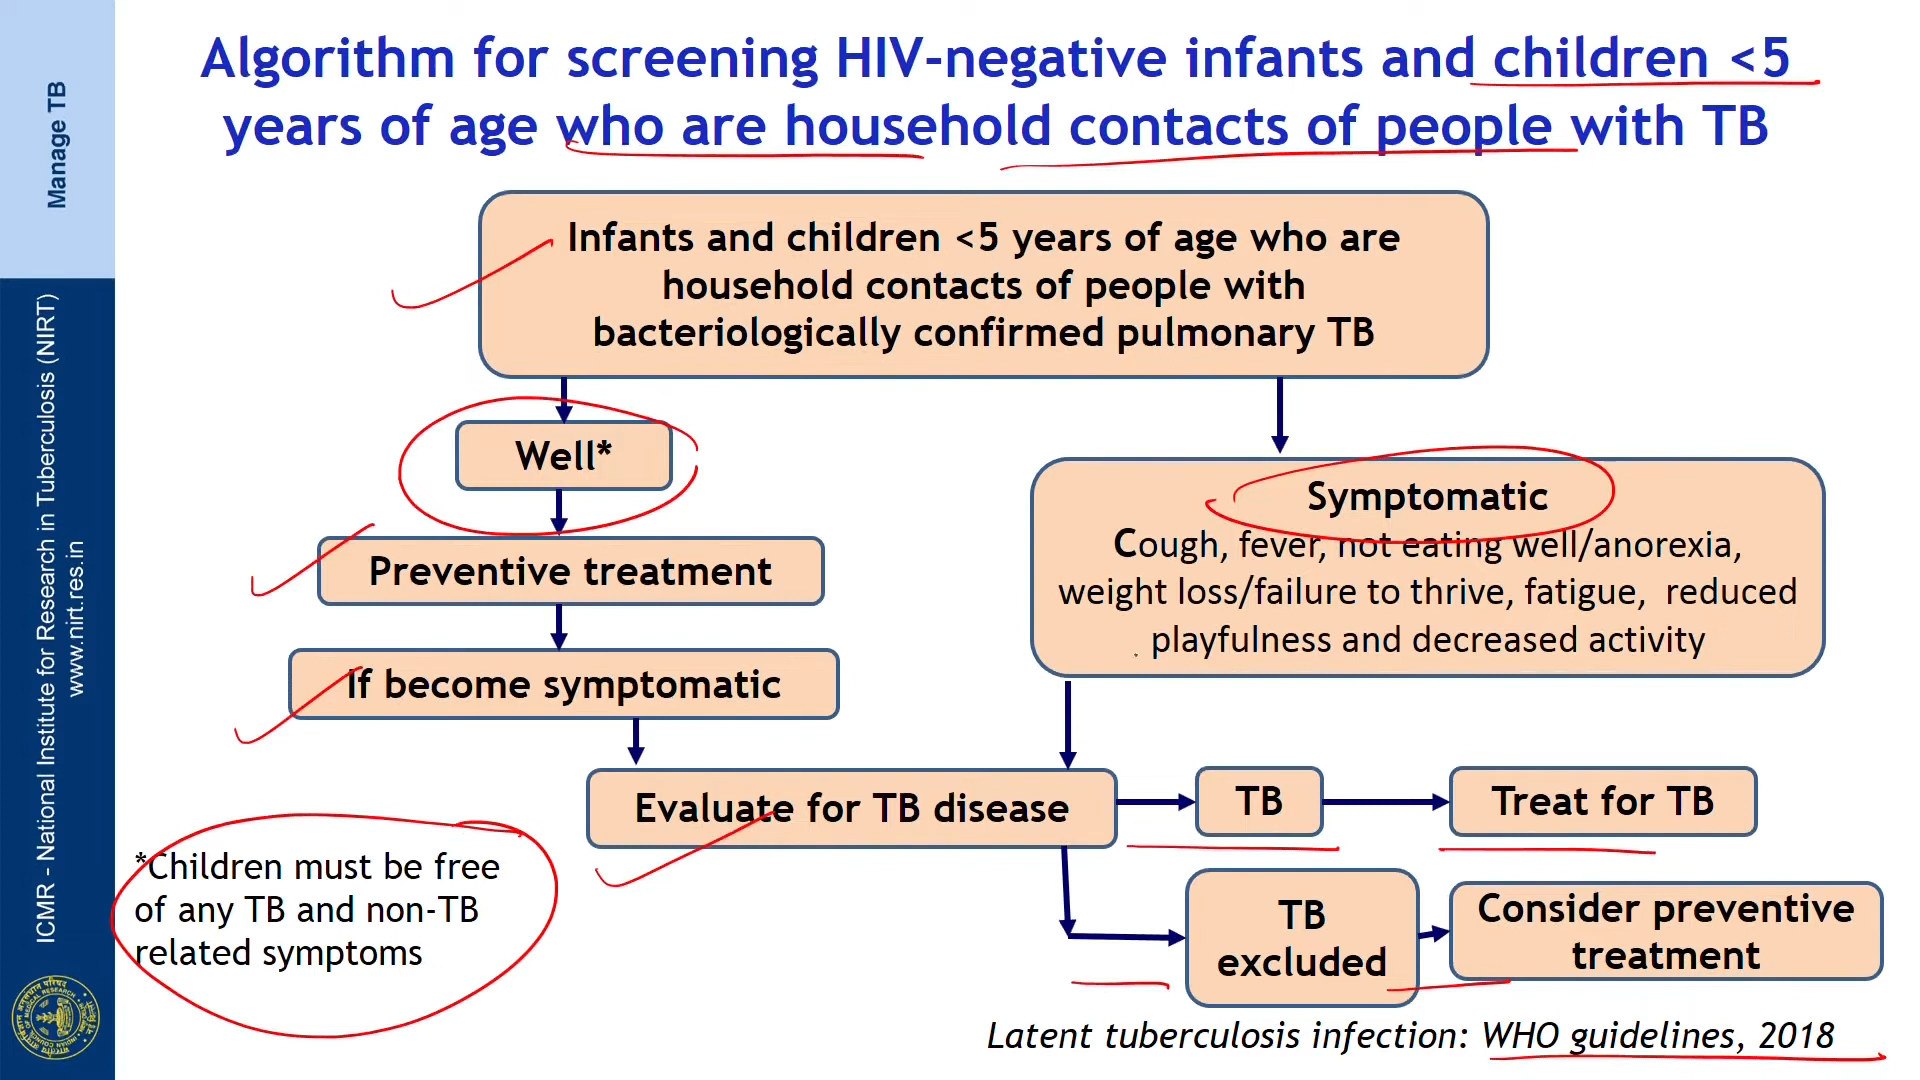 Algorithm for screening HIV-negative infants and children <5
years of age who are household contacts of people with TB
Manage TB
ICMR - National Institute for Research in Tuberculosis (NIRT)
www.nirt.res.in
Infants and children <5 years of age who are
household contacts of people with
bacteriologically confirmed pulmonary TB
Well*
Preventive treatment
If become symptomatic
Symptomatic
Cough, fever, not eating well/anorexia,
weight loss/failure to thrive, fatigue, reduced
playfulness and decreased activity
Evaluate for TB disease
TB
Treat for TB
TB
excluded
Consider preventive
treatment
*Children must be free
of any TB and non-TB
related symptoms
Latent tuberculosis infection: WHO guidelines, 2018